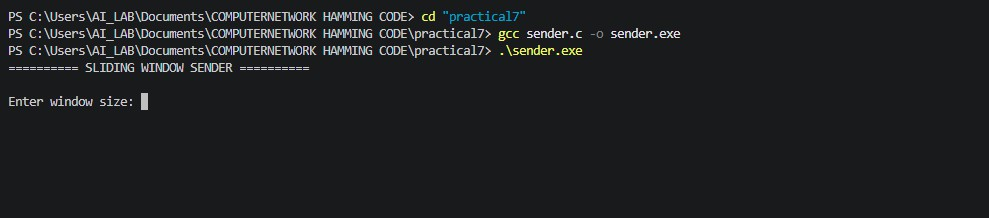 PS C:\Users\AI_LAB\Documents\COMPUTERNETWORK HAMMING CODE> cd "practical7"
PS C:\Users\AI_LAB\Documents\COMPUTERNETWORK HAMMING CODE\practical7> gcc sender.c -o sender.exe
PS C:\Users\AI_LAB\Documents\COMPUTERNETWORK HAMMING CODE\practical7> .\sender.exe
========== SLIDING WINDOW SENDER ==========
Enter window size: